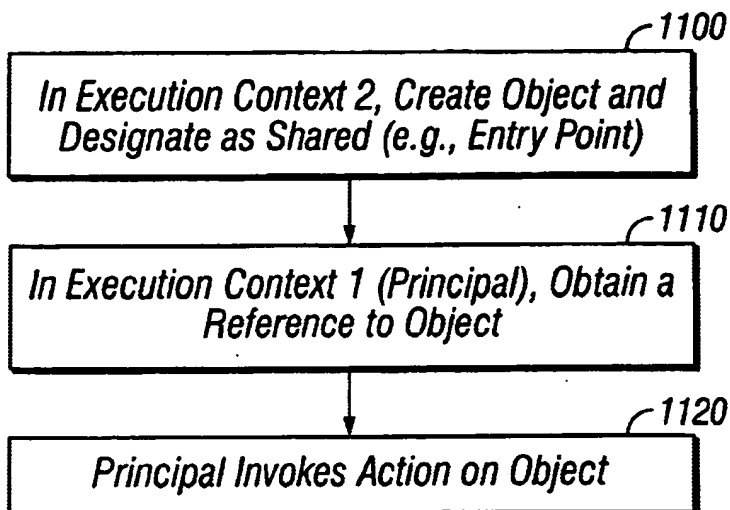 1100
In Execution Context 2, Create Object and
Designate as Shared (e.g., Entry Point)
1110
In Execution Context 1 (Principal), Obtain a
Reference to Object
1120
Principal Invokes Action on Object